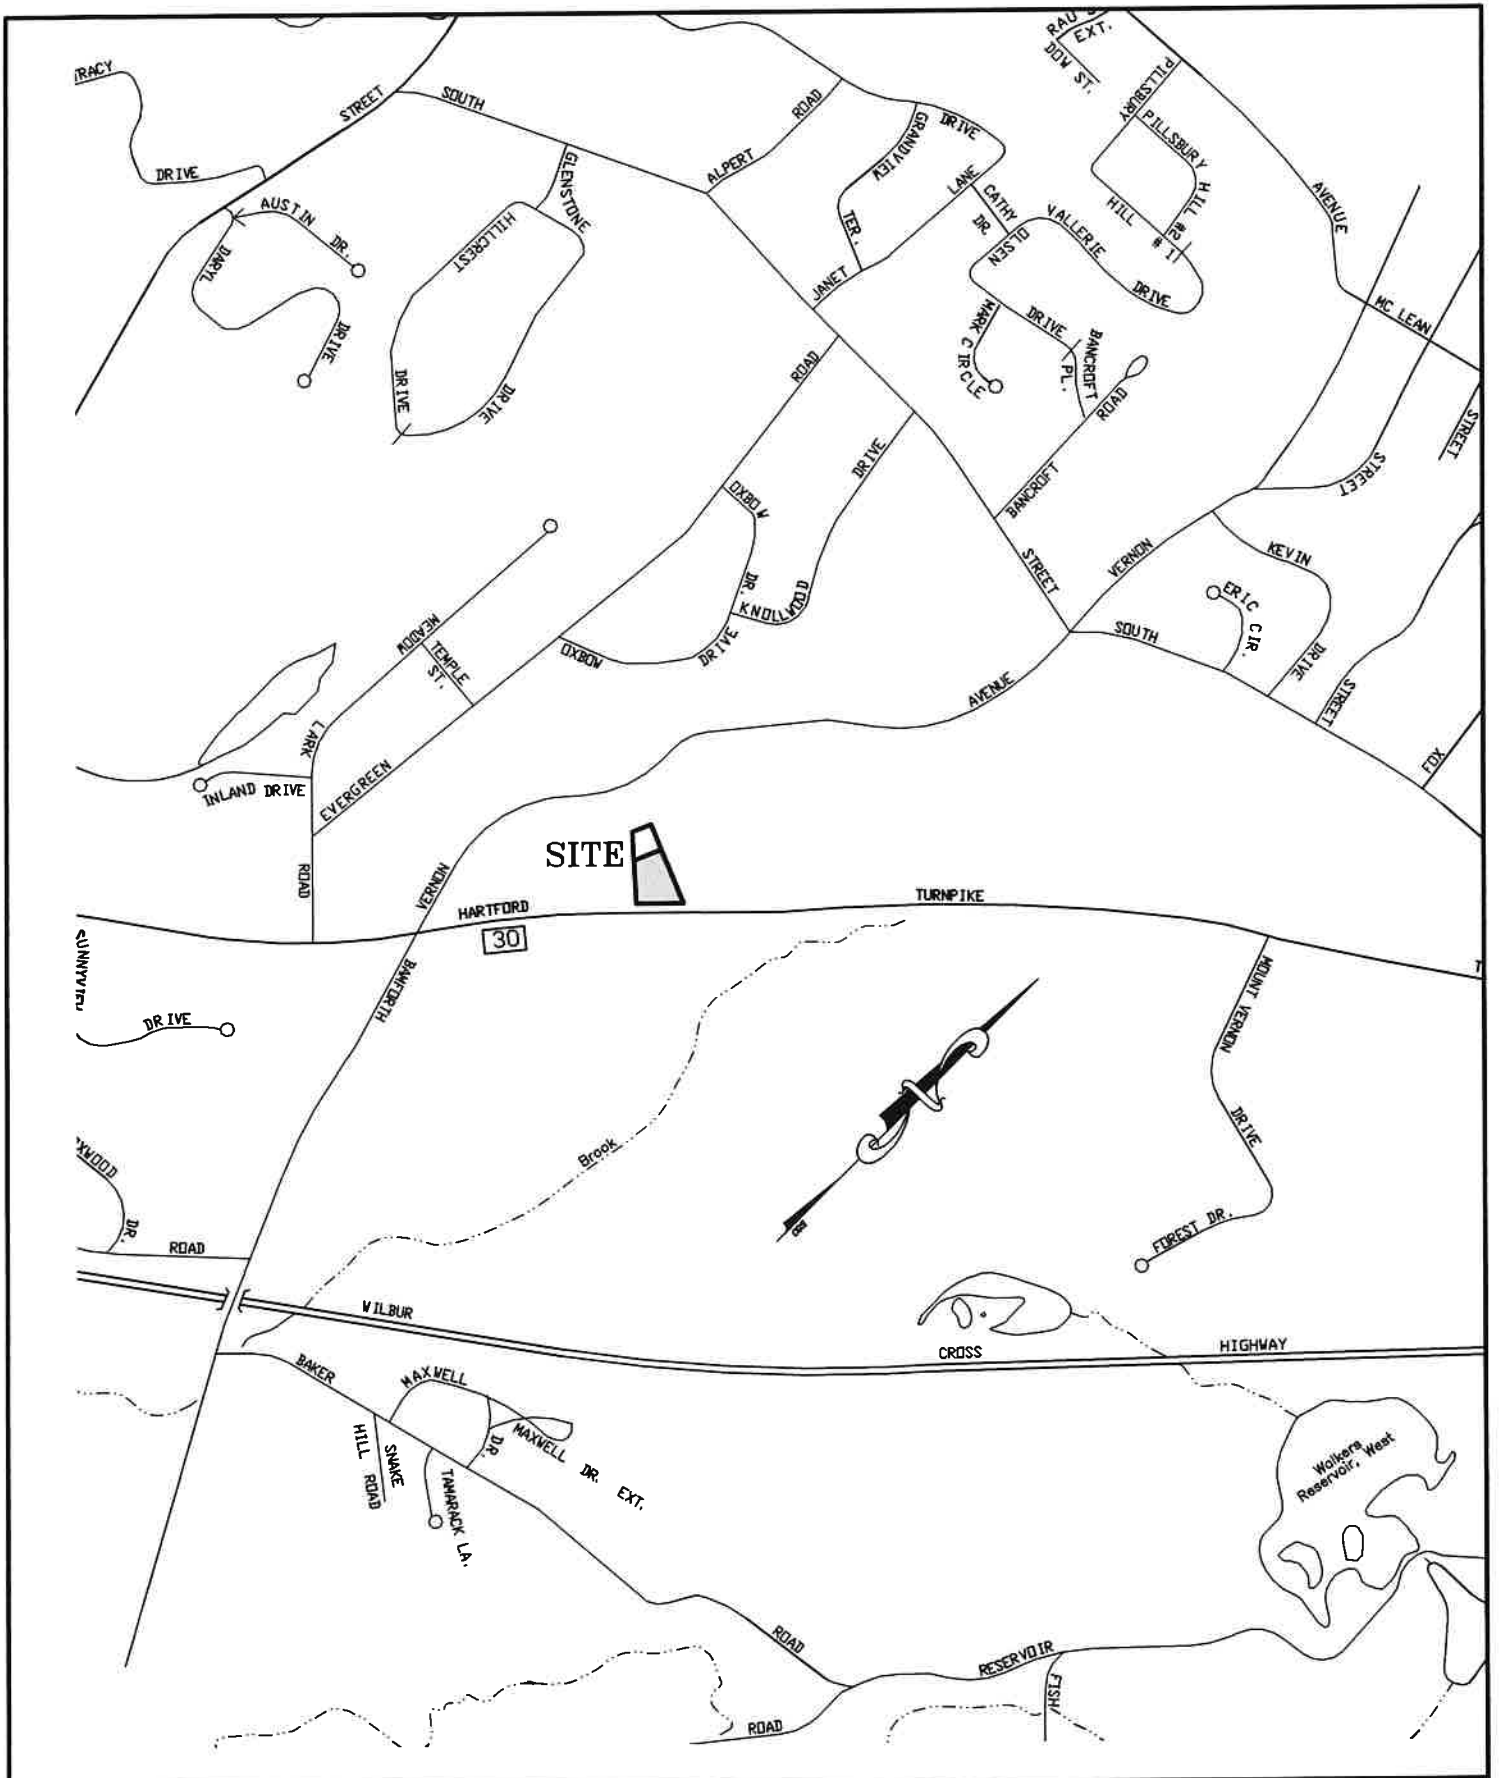 RAU S
EXT.
DOW ST.
TRACY
STREET
SOUTH
ROAD
DRIVE
PILLSBURY
PILLSBURY
HILL #2
HILL
# 1
DRIVE
AUSTIN
DR.
DARYL
DRIVE
GLENSTONE
HILLCREST
DRIVE
DRIVE
ALPERT
GRANDVIEW
TER.
LANE
JANET
CATHY
DR.
OLSEN
VALLERIE
DRIVE
AVENUE
MC LEAN
STREET
STREET
MARK CIRCLE
DRIVE
BANCROFT
PL.
ROAD
BANCROFT
ROAD
DRIVE
OXBOW
DR.
KNOLLWOOD
DRIVE
OXBOW
STREET
VERNON
KEVIN
DRIVE
ERIC CIR.
SOUTH
STREET
FOX
AVENUE
MEADOW
TEMPLE
ST.
LARK
INLAND DRIVE
EVERGREEN
ROAD
SITE
VERNON
HARTFORD
TURNPIKE
30
SUNNYVIEW
DRIVE
BAMFORTH
MOUNT VERNON
DRIVE
FOREST DR.
Brook
XWOOD
DR.
ROAD
WILBUR
CROSS
HIGHWAY
BAKER
MAXWELL
DR.
MAXWELL DR. EXT.
SNAKE
HILL ROAD
TAMARACK LA.
Walkers
Reservoir, West
ROAD
RESERVOIR
FISH
ROAD